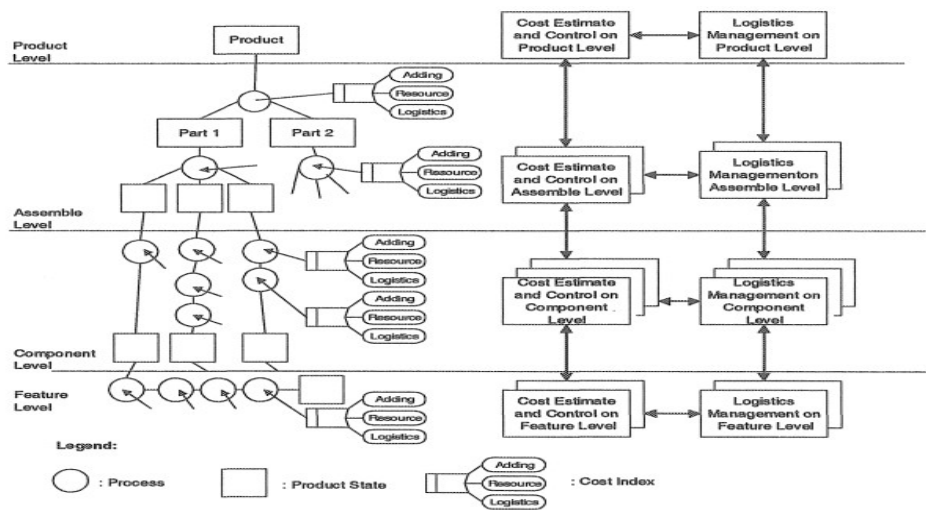 Product
Level
Product
Cost Estimate
and Control on
Product Level
Logistics
Management on
Product Level
Adding
Resource
Logistics
Part 1
Part 2
Adding
Resource
Logistics
Cost Estimate
and Control on
Assemble Level
Logistics
Managementon
Assemble Level
Assemble
Level
Adding
Resource
Logistics
Adding
Resource
Logistics
Cost Estimate
and Control on
Component
Level
Logistics
Management on
Component
Level
Component
Level
Feature
Level
Adding
Resource
Logistics
Cost Estimate
and Control on
Feature Level
Logistics
Management on
Feature Level
Legend:
: Process
: Product State
Adding
Resource
Logistics
: Cost Index